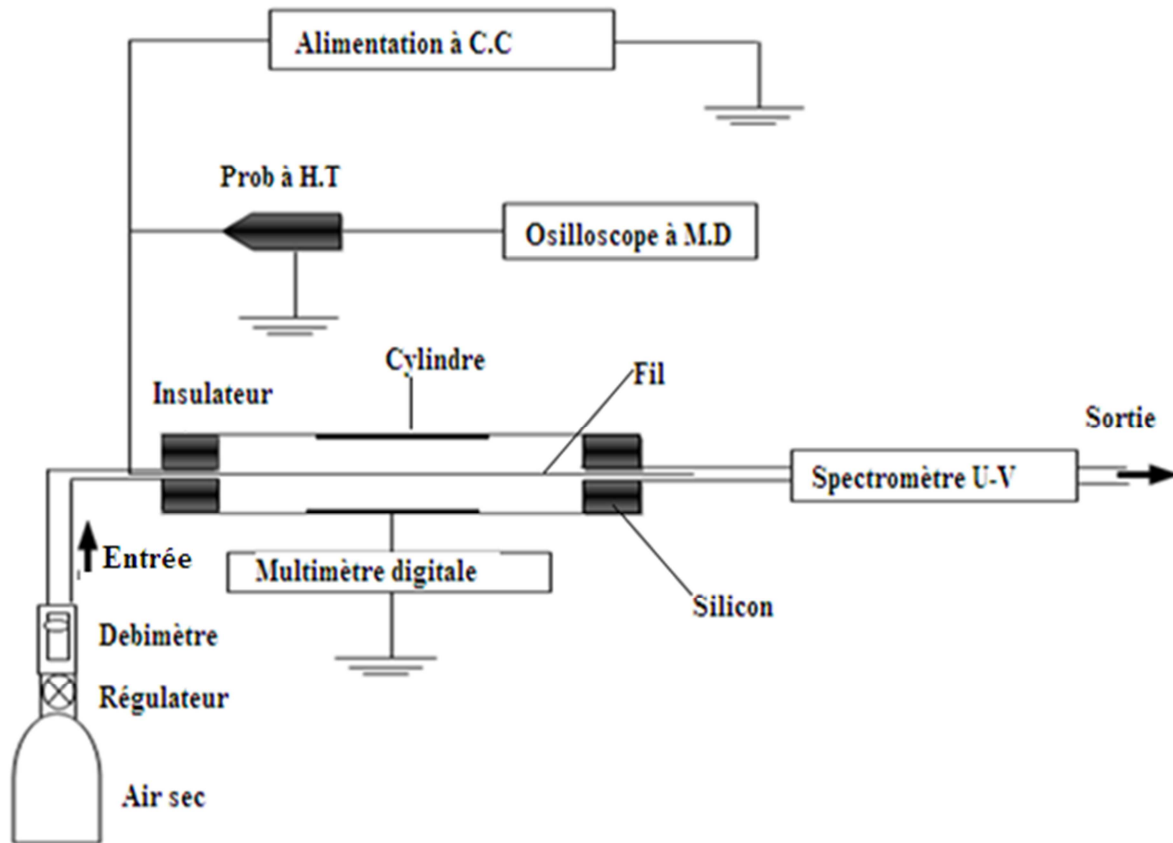 Alimentation à C.C
Prob à H.T
Osilloscope à M.D
Cylindre
Fil
Insulateur
Sortie
Spectromètre U-V
Entrée
Multimètre digitale
Silicon
Debimètre
Régulateur
Air sec